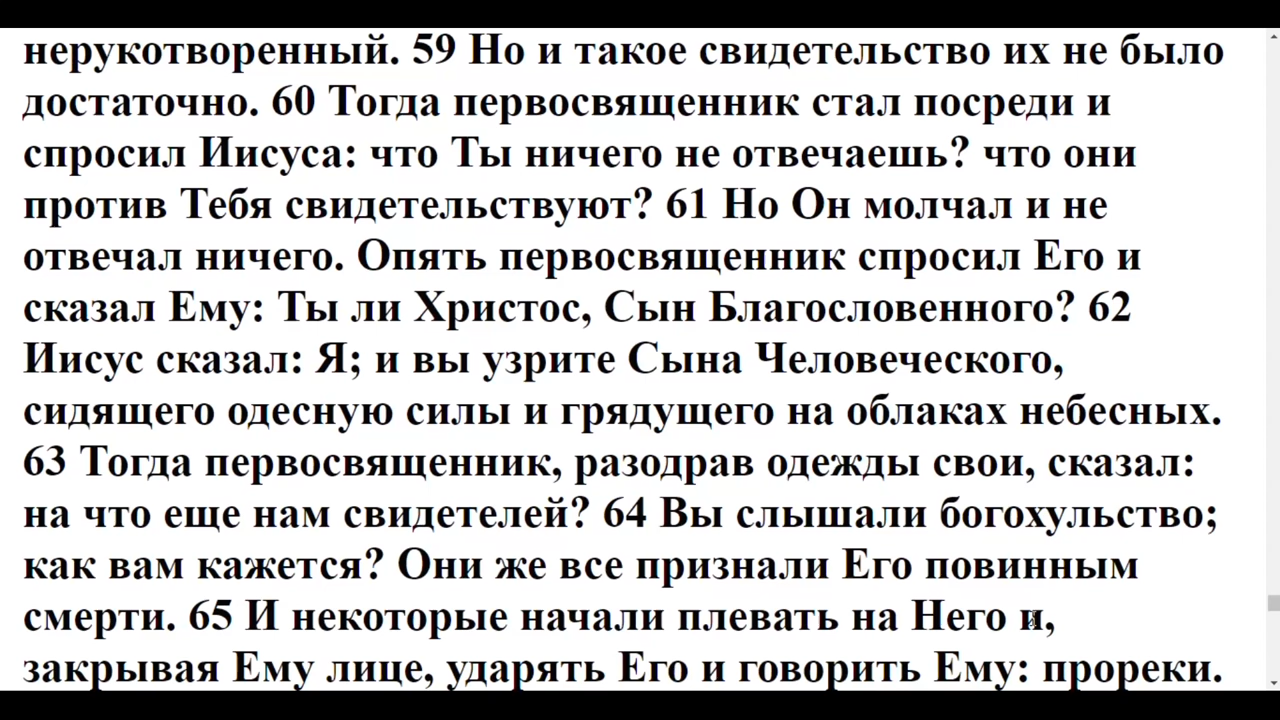 нерукотворенный. 59 Но и такое свидетельство их не было
достаточно. 60 Тогда первосвященник стал посреди и
спросил Иисуса: что Ты ничего не отвечаешь? что они
против Тебя свидетельствуют? 61 Но Он молчал и не
отвечал ничего. Опять первосвященник спросил Его и
сказал Ему: Ты ли Христос, Сын Благословенного? 62
Иисус сказал: Я; и вы узрите Сына Человеческого,
сидящего одесную силы и грядущего на облаках небесных.
63 Тогда первосвященник, разодрав одежды свои, сказал:
на что еще нам свидетелей? 64 Вы слышали богохульство;
как вам кажется? Они же все признали Его повинным
смерти. 65 И некоторые начали плевать на Него и,
закрывая Ему лице, ударять Его и говорить Ему: прореки.